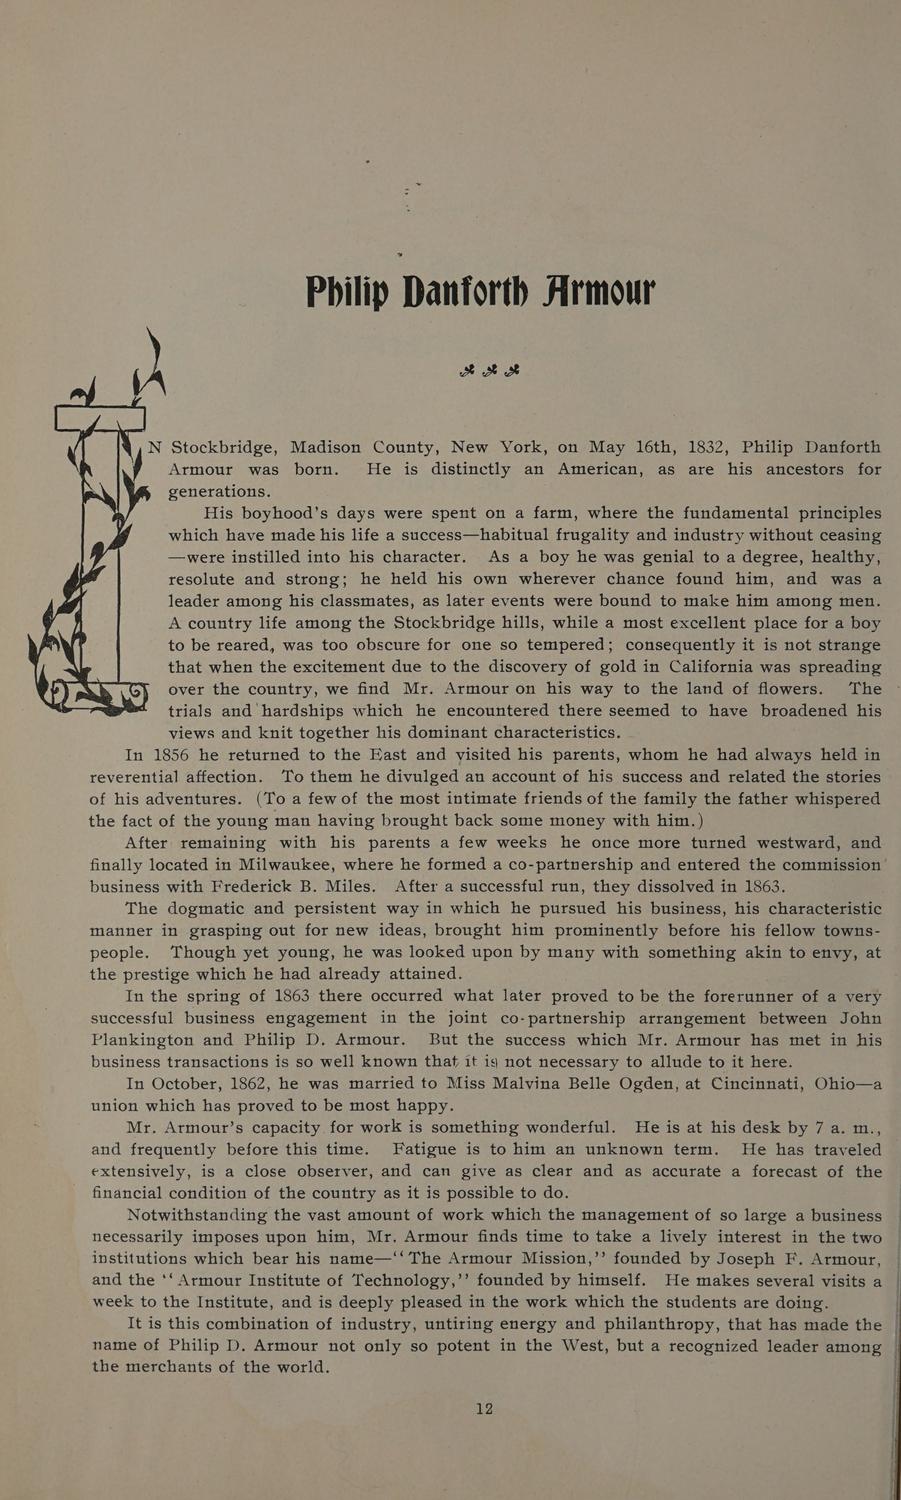 Philip Danforth Armour
IN Stockbridge, Madison County, New York, on May 16th, 1832, Philip Danforth
Armour was born. He is distinctly an American, as are his ancestors for
generations.
His boyhood's days were spent on a farm, where the fundamental principles
which have made his life a success—habitual frugality and industry without ceasing
—were instilled into his character. As a boy he was genial to a degree, healthy,
resolute and strong; he held his own wherever chance found him, and was a
leader among his classmates, as later events were bound to make him among men.
A country life among the Stockbridge hills, while a most excellent place for a boy
to be reared, was too obscure for one so tempered; consequently it is not strange
that when the excitement due to the discovery of gold in California was spreading
over the country, we find Mr. Armour on his way to the land of flowers. The
trials and hardships which he encountered there seemed to have broadened his
views and knit together his dominant characteristics.
In 1856 he returned to the East and visited his parents, whom he had always held in
reverential affection. To them he divulged an account of his success and related the stories
of his adventures. (To a few of the most intimate friends of the family the father whispered
the fact of the young man having brought back some money with him.)
After remaining with his parents a few weeks he once more turned westward, and
finally located in Milwaukee, where he formed a co-partnership and entered the commission
business with Frederick B. Miles. After a successful run, they dissolved in 1863.
The dogmatic and persistent way in which he pursued his business, his characteristic
manner in grasping out for new ideas, brought him prominently before his fellow towns-
people. Though yet young, he was looked upon by many with something akin to envy, at
the prestige which he had already attained.
In the spring of 1863 there occurred what later proved to be the forerunner of a very
successful business engagement in the joint co-partnership arrangement between John
Plankington and Philip D. Armour. But the success which Mr. Armour has met in his
business transactions is so well known that it is not necessary to allude to it here.
In October, 1862, he was married to Miss Malvina Belle Ogden, at Cincinnati, Ohio—a
union which has proved to be most happy.
Mr. Armour's capacity for work is something wonderful. He is at his desk by 7 a. m.,
and frequently before this time. Fatigue is to him an unknown term. He has traveled
extensively, is a close observer, and can give as clear and as accurate a forecast of the
financial condition of the country as it is possible to do.
Notwithstanding the vast amount of work which the management of so large a business
necessarily imposes upon him, Mr. Armour finds time to take a lively interest in the two
institutions which bear his name—‘‘The Armour Mission,’’ founded by Joseph F. Armour,
and the ‘‘Armour Institute of Technology,’’ founded by himself. He makes several visits a
week to the Institute, and is deeply pleased in the work which the students are doing.
It is this combination of industry, untiring energy and philanthropy, that has made the
name of Philip D. Armour not only so potent in the West, but a recognized leader among
the merchants of the world.
12